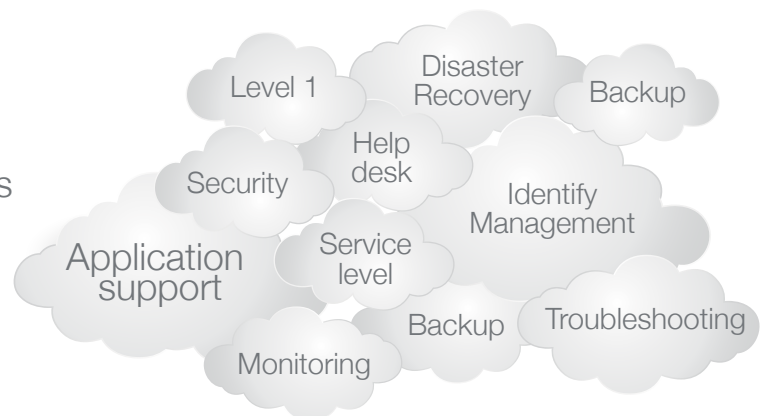 Level 1
Disaster
Recovery
Backup
Help
desk
s
Security
Identify
Management
Application
support
Service
level
Backup
Troubleshooting
Monitoring